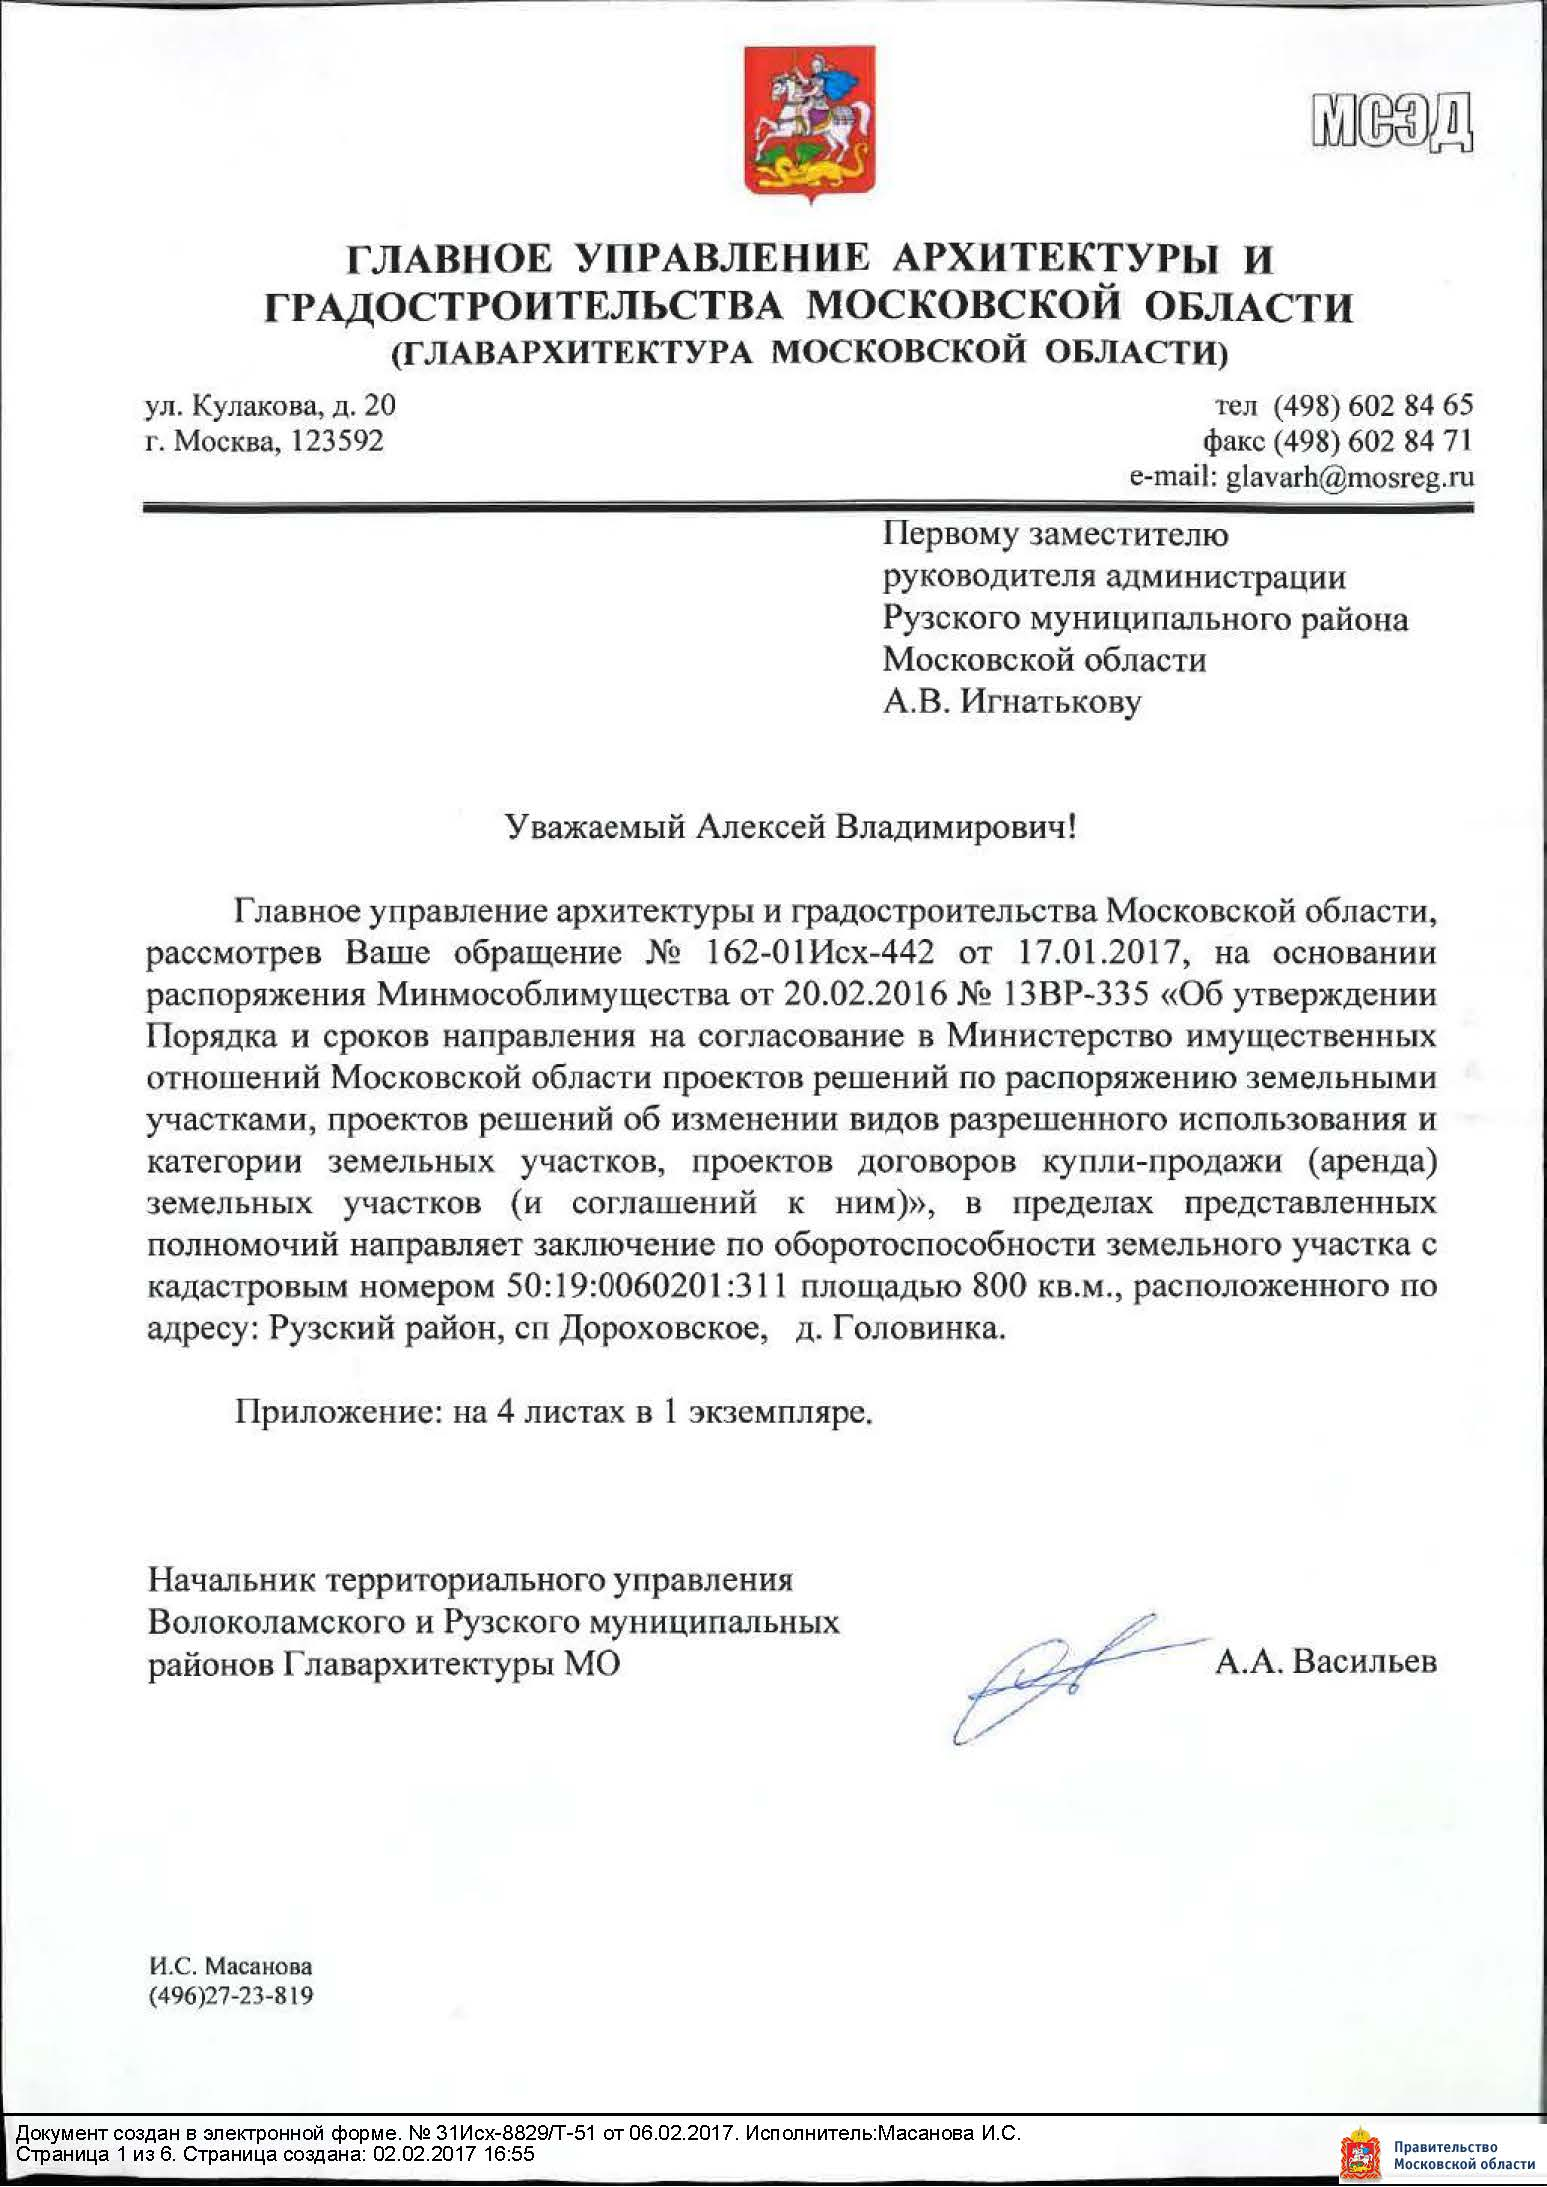 МСЭД
ГЛАВНОЕ УПРАВЛЕНИЕ АРХИТЕКТУРЫ И
ГРАДОСТРОИТЕЛЬСТВА МОСКОВСКОЙ ОБЛАСТИ
(ГЛАВАРХИТЕКТУРА МОСКОВСКОЙ ОБЛАСТИ)
ул. Кулакова, д. 20
г. Москва, 123592
тел (498) 602 84 65
факс (498) 602 84 71
e-mail: glavarh@mosreg.ru
Первому заместителю
руководителя администрации
Рузского муниципального района
Московской области
А.В. Игнатькову
Уважаемый Алексей Владимирович!
Главное управление архитектуры и градостроительства Московской области,
рассмотрев Ваше обращение № 162-01Исх-442 от 17.01.2017, на основании
распоряжения Минмособлимущества от 20.02.2016 № 13ВР-335 «Об утверждении
Порядка и сроков направления на согласование в Министерство имущественных
отношений Московской области проектов решений по распоряжению земельными
участками, проектов решений об изменении видов разрешенного использования и
категории земельных участков, проектов договоров купли-продажи (аренда)
земельных участков (и соглашений к ним)», в пределах представленных
полномочий направляет заключение по оборотоспособности земельного участка с
кадастровым номером 50:19:0060201:311 площадью 800 кв.м., расположенного по
адресу: Рузский район, сп Дороховское, д. Головинка.
Приложение: на 4 листах в 1 экземпляре.
Начальник территориального управления
Волоколамского и Рузского муниципальных
районов Главархитектуры МО
А.А. Васильев
И.С. Масанова
(496)27-23-819
Документ создан в электронной форме. № 31Исх-8829/Т-51 от 06.02.2017. Исполнитель:Масанова И.С.
Страница 1 из 6. Страница создана: 02.02.2017 16:55
Правительство
Московской области